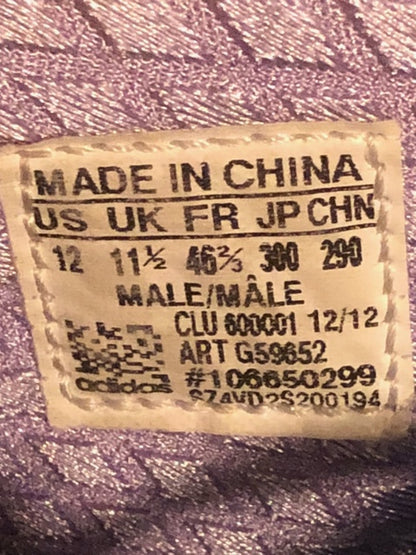 MADE IN CHINA
US UK FR JP CHN
12 11½ 46⅔ 300 290
MALE/MÂLE
CLU 600001 12/12
ART G59652
adidas #106650299
SZ4VD2S200194